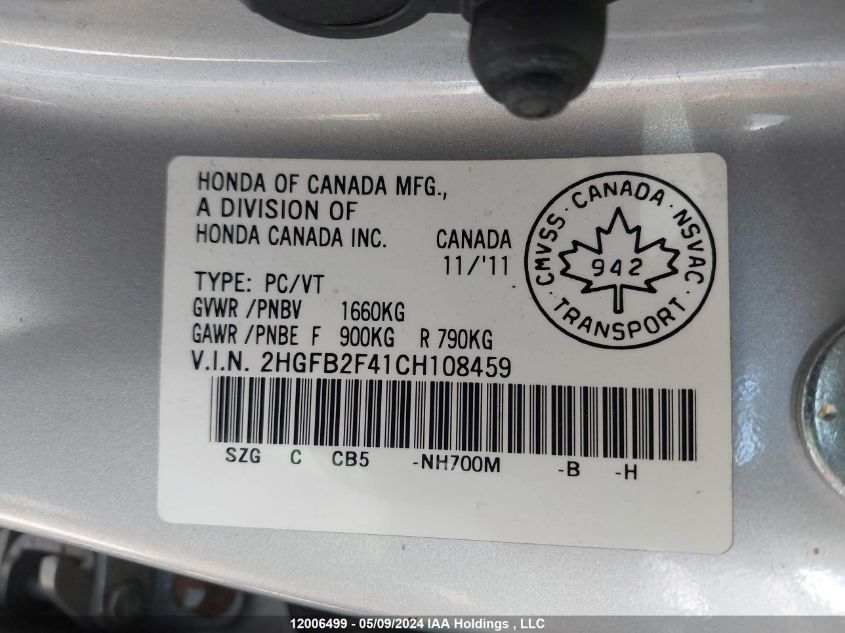 HONDA OF CANADA MFG.,
A DIVISION OF
HONDA CANADA INC. CANADA
11/'11
TYPE: PC/VT
GVWR /PNBV 1660KG
GAWR /PNBE F 900KG R 790KG
V.I.N. 2HGFB2F41CH108459
SZG C CB5 -NH700M -B -H
CMVSS · CANADA · NSVAC
942
· TRANSPORT ·
12006499 - 05/09/2024 IAA Holdings , LLC